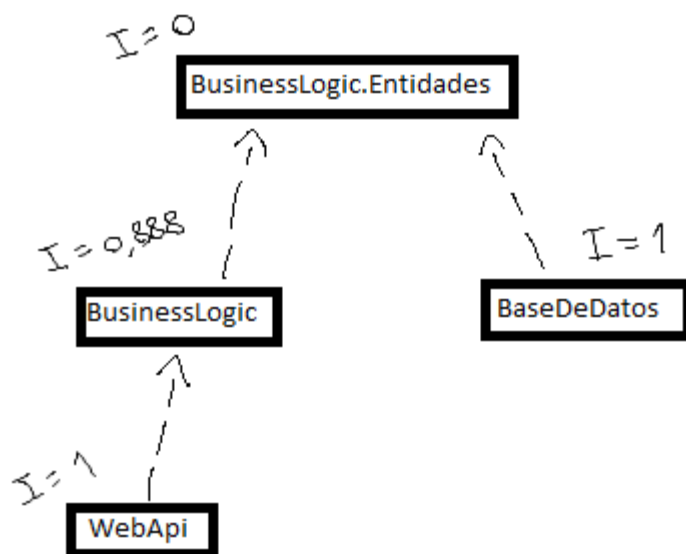 I=0
BusinessLogic.Entidades
I=0,888
I=1
BusinessLogic
BaseDeDatos
I=1
WebApi